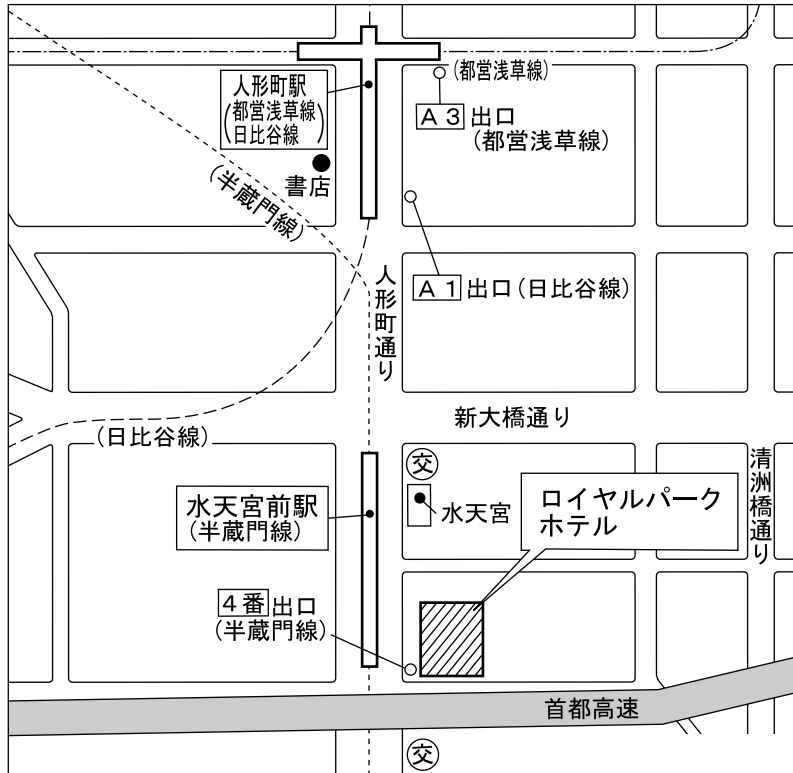 人形町駅
(都営浅草線
日比谷線)
(都営浅草線)
A3 出口
(都営浅草線)
書店
(半蔵門線)
A1 出口(日比谷線)
人形町通り
(日比谷線)
新大橋通り
交
水天宮前駅
(半蔵門線)
水天宮
ロイヤルパーク
ホテル
清洲橋通り
4番出口
(半蔵門線)
首都高速
交